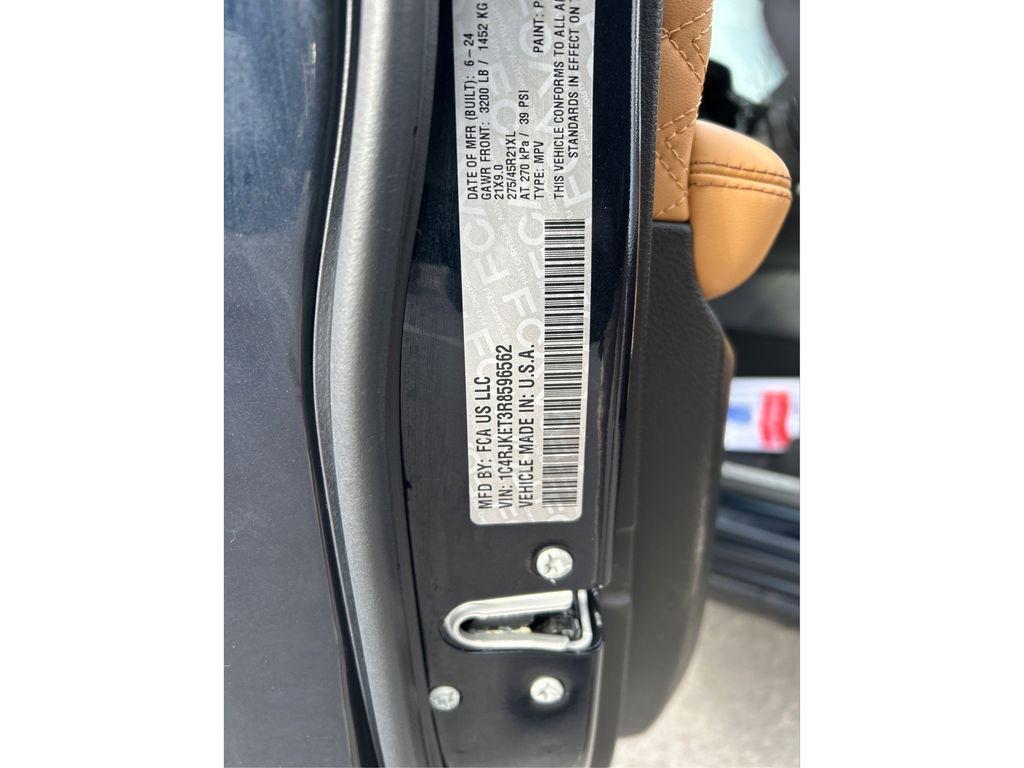 MFD BY: FCA US LLC
VIN: 1C4RJKET3R8596562
VEHICLE MADE IN: U.S.A.
DATE OF MFR (BUILT): 6-24
GAWR FRONT: 3200 LB / 1452 KG
21X9.0
275/45R21XL
AT 270 kPa / 39 PSI
TYPE: MPV PAINT: P
THIS VEHICLE CONFORMS TO ALL
STANDARDS IN EFFECT ON